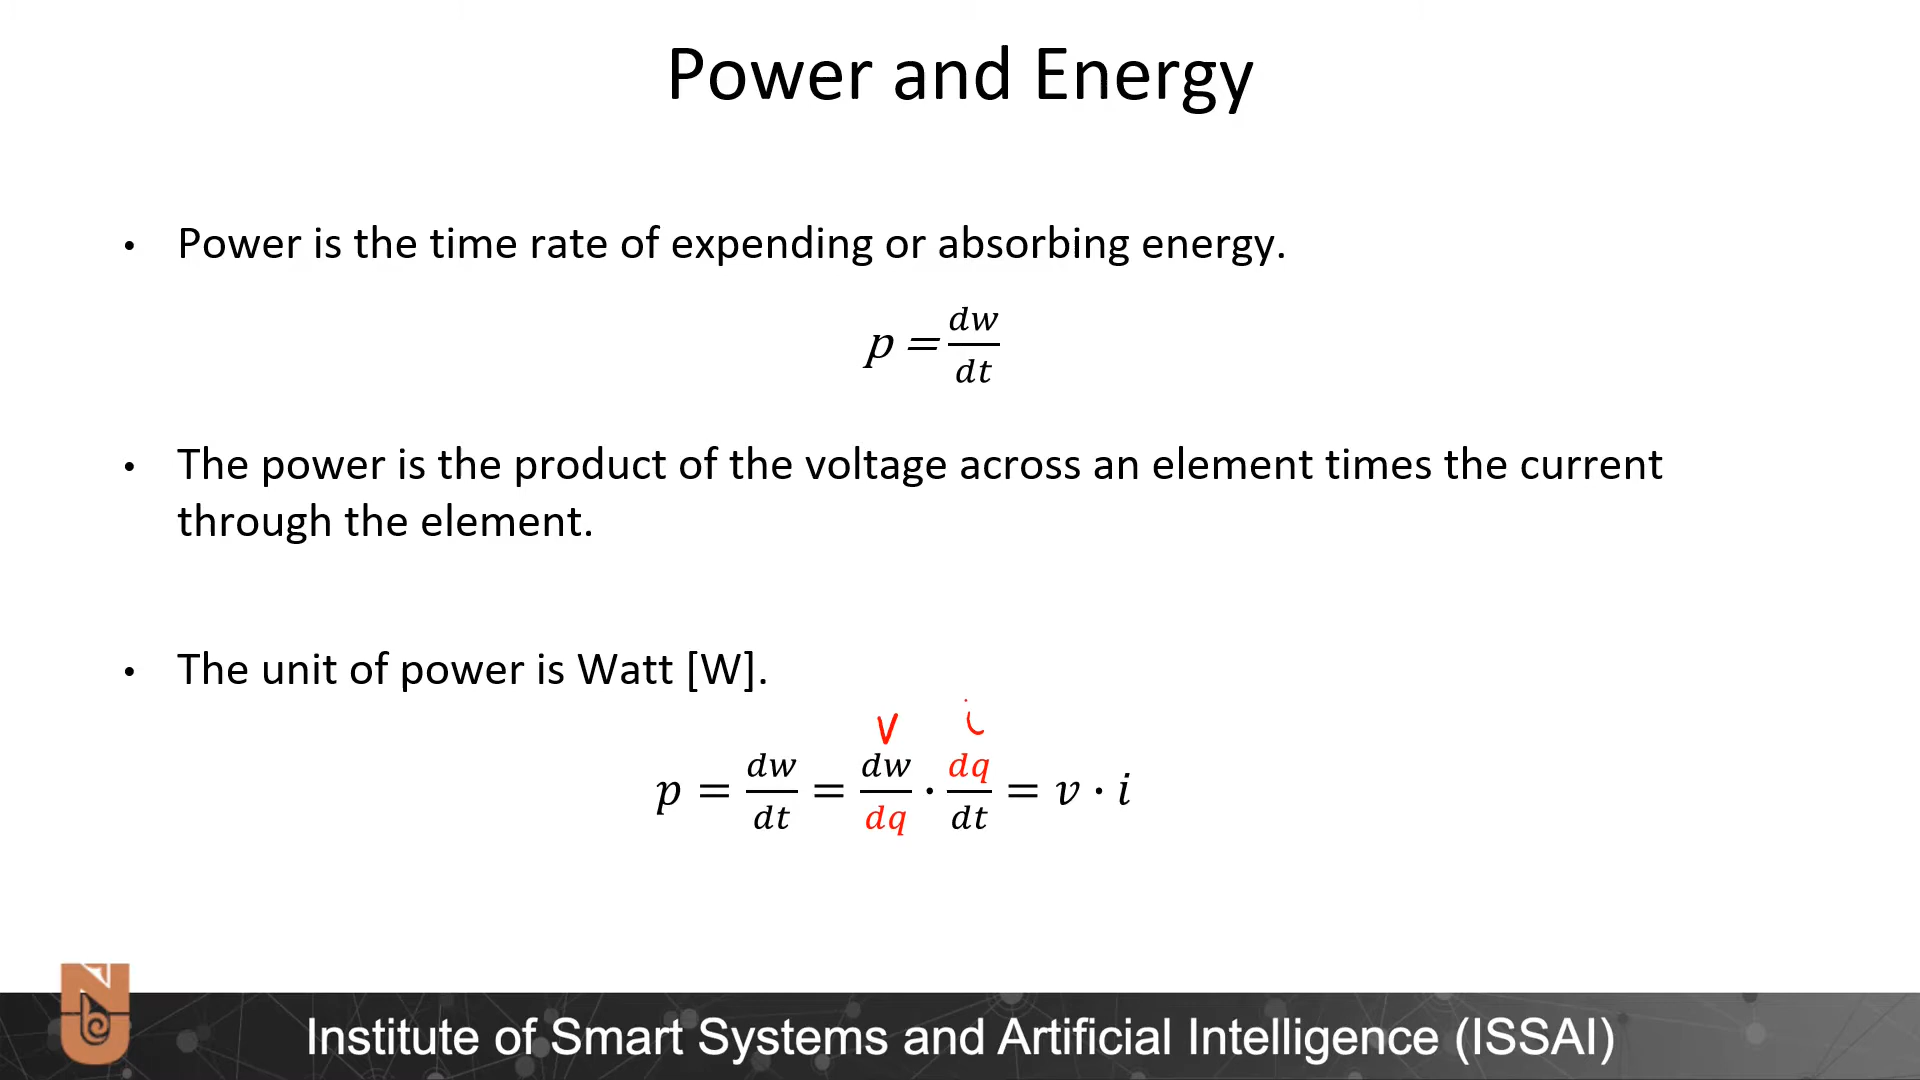 Power and Energy
• Power is the time rate of expending or absorbing energy.
p = dw/dt
• The power is the product of the voltage across an element times the current
through the element.
• The unit of power is Watt [W].
v i
p = dw/dt = dw/dq · dq/dt = v · i
Institute of Smart Systems and Artificial Intelligence (ISSAI)